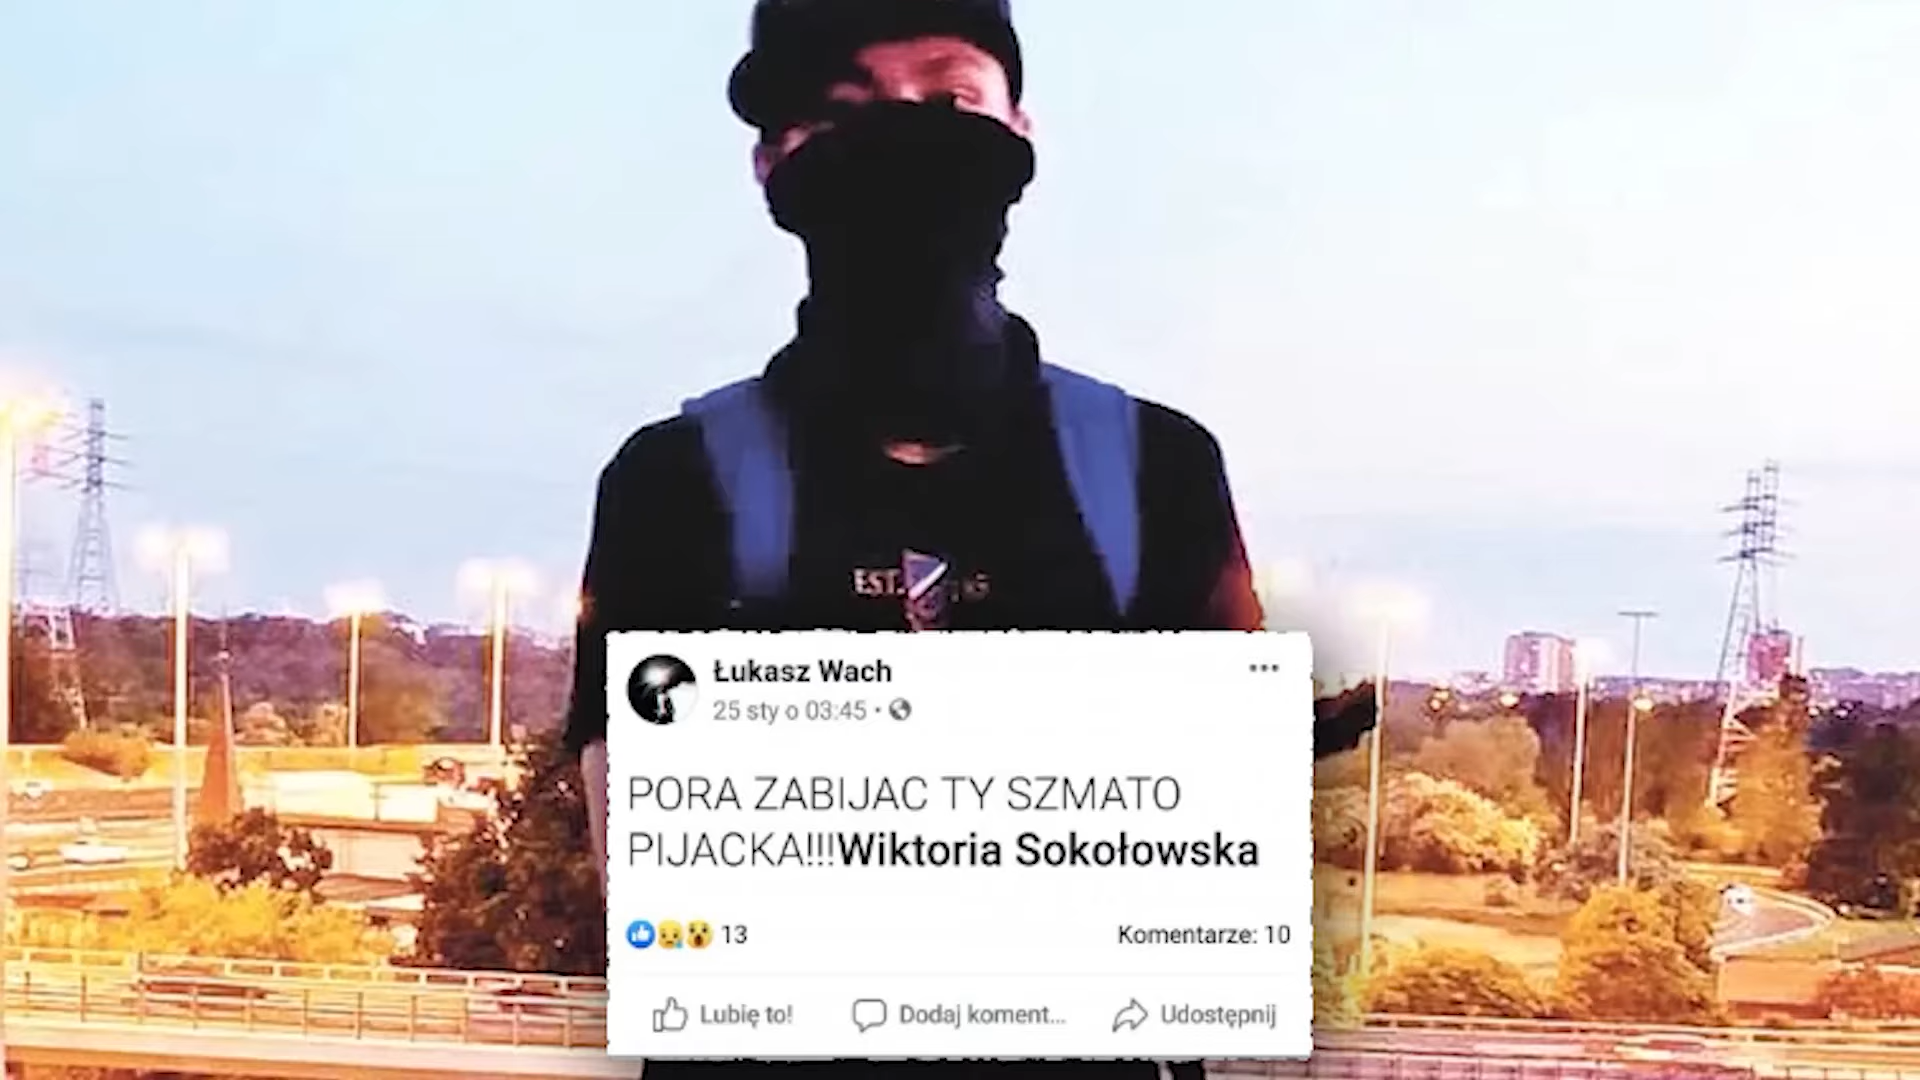 EST.
Łukasz Wach
25 sty o 03:45
PORA ZABIJAC TY SZMATO
PIJACKA!!!Wiktoria Sokołowska
13
Komentarze: 10
Lubię to!
Dodaj koment...
Udostępnij